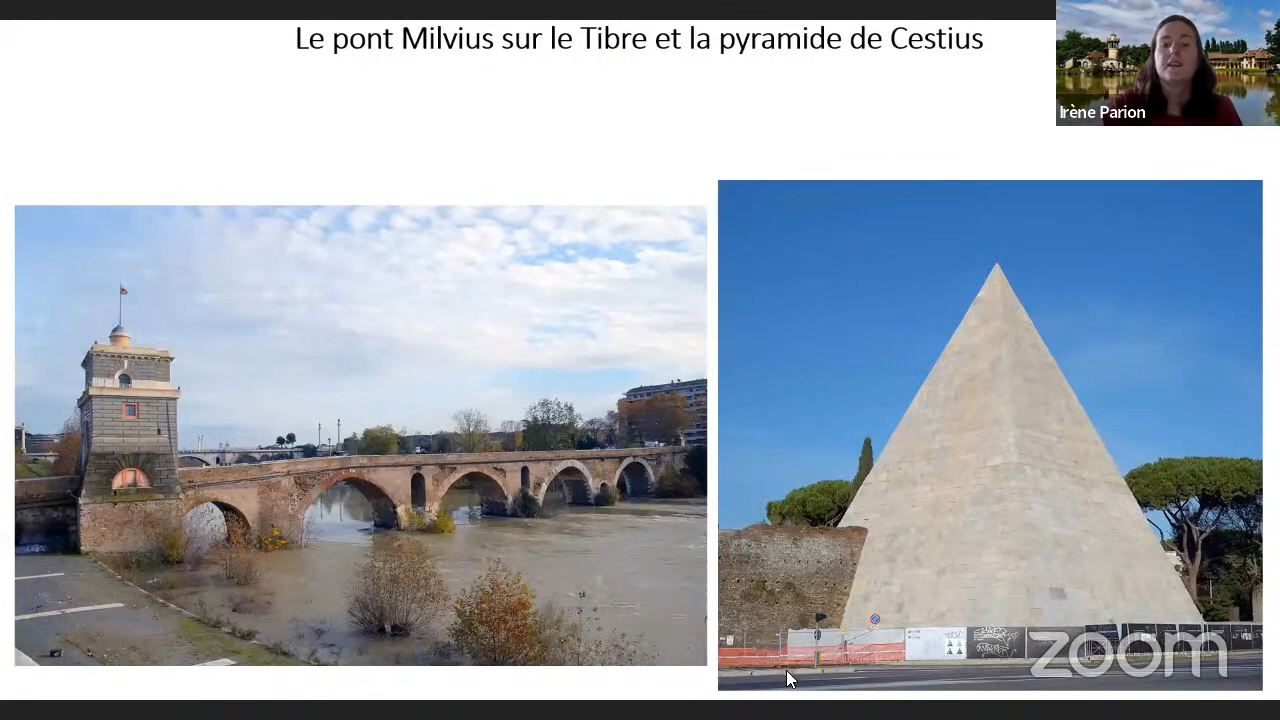 Le pont Milvius sur le Tibre et la pyramide de Cestius
Irène Parion
zoom